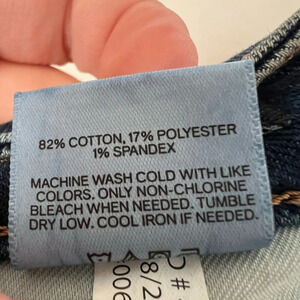 82% COTTON, 17% POLYESTER
1% SPANDEX
MACHINE WASH COLD WITH LIKE
COLORS. ONLY NON-CHLORINE
BLEACH WHEN NEEDED. TUMBLE
DRY LOW. COOL IRON IF NEEDED.